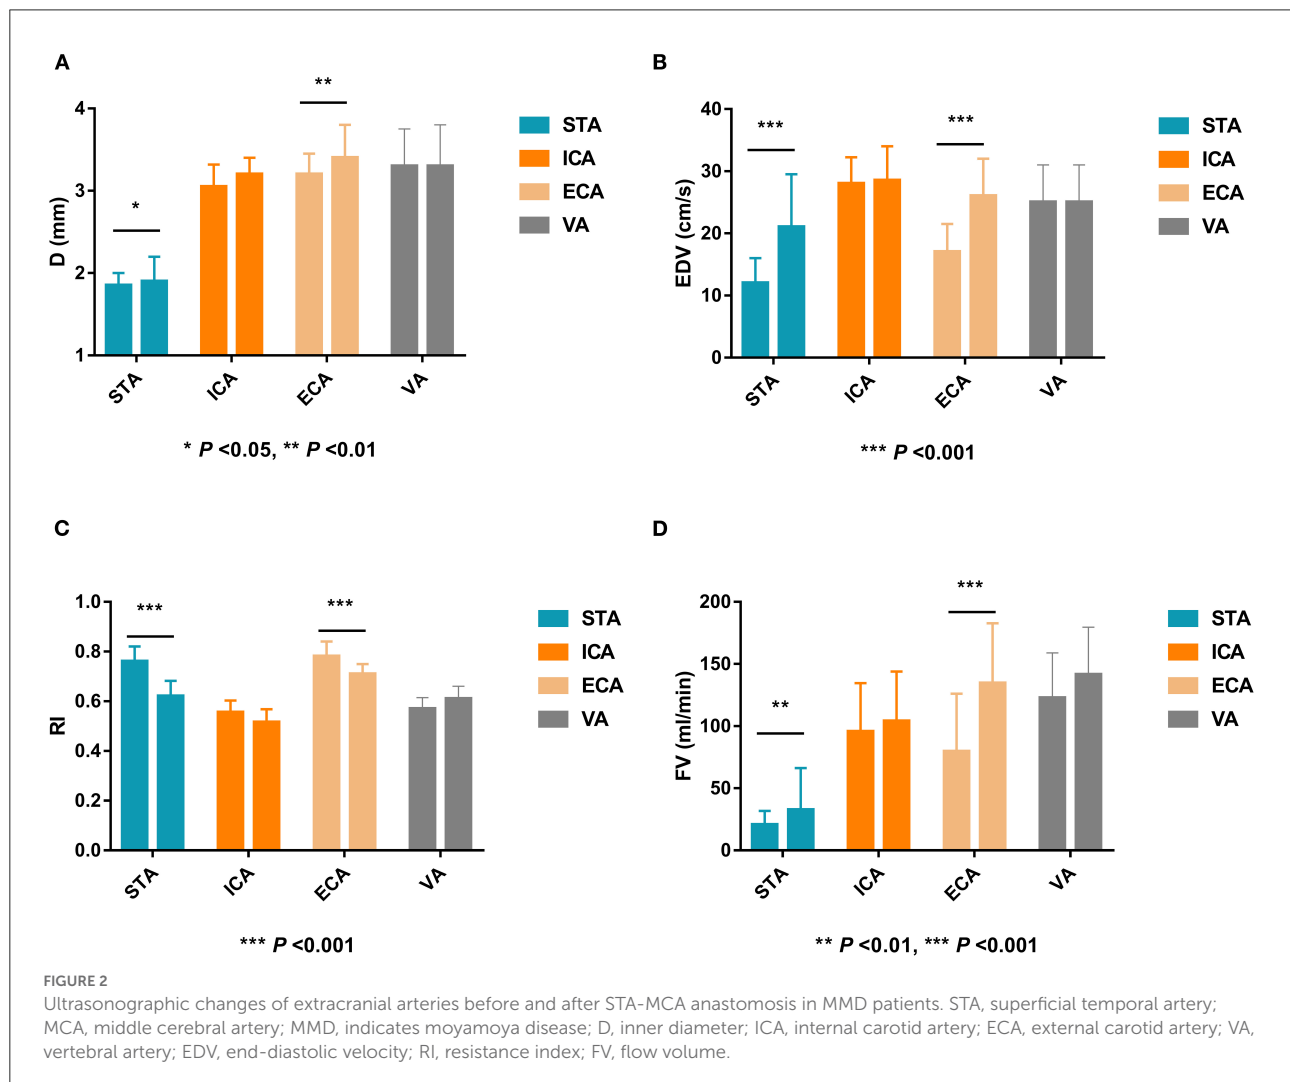 A
**
*
D (mm)
4
3
2
1
STA
ICA
ECA
VA
STA
ICA
ECA
VA
* P <0.05, ** P <0.01
B
***
***
EDV (cm/s)
40
30
20
10
0
STA
ICA
ECA
VA
STA
ICA
ECA
VA
*** P <0.001
C
***
***
RI
1.0
0.8
0.6
0.4
0.2
0.0
STA
ICA
ECA
VA
STA
ICA
ECA
VA
*** P <0.001
D
***
**
FV (ml/min)
200
150
100
50
0
STA
ICA
ECA
VA
STA
ICA
ECA
VA
** P <0.01, *** P <0.001
FIGURE 2
Ultrasonographic changes of extracranial arteries before and after STA-MCA anastomosis in MMD patients. STA, superficial temporal artery;
MCA, middle cerebral artery; MMD, indicates moyamoya disease; D, inner diameter; ICA, internal carotid artery; ECA, external carotid artery; VA,
vertebral artery; EDV, end-diastolic velocity; RI, resistance index; FV, flow volume.